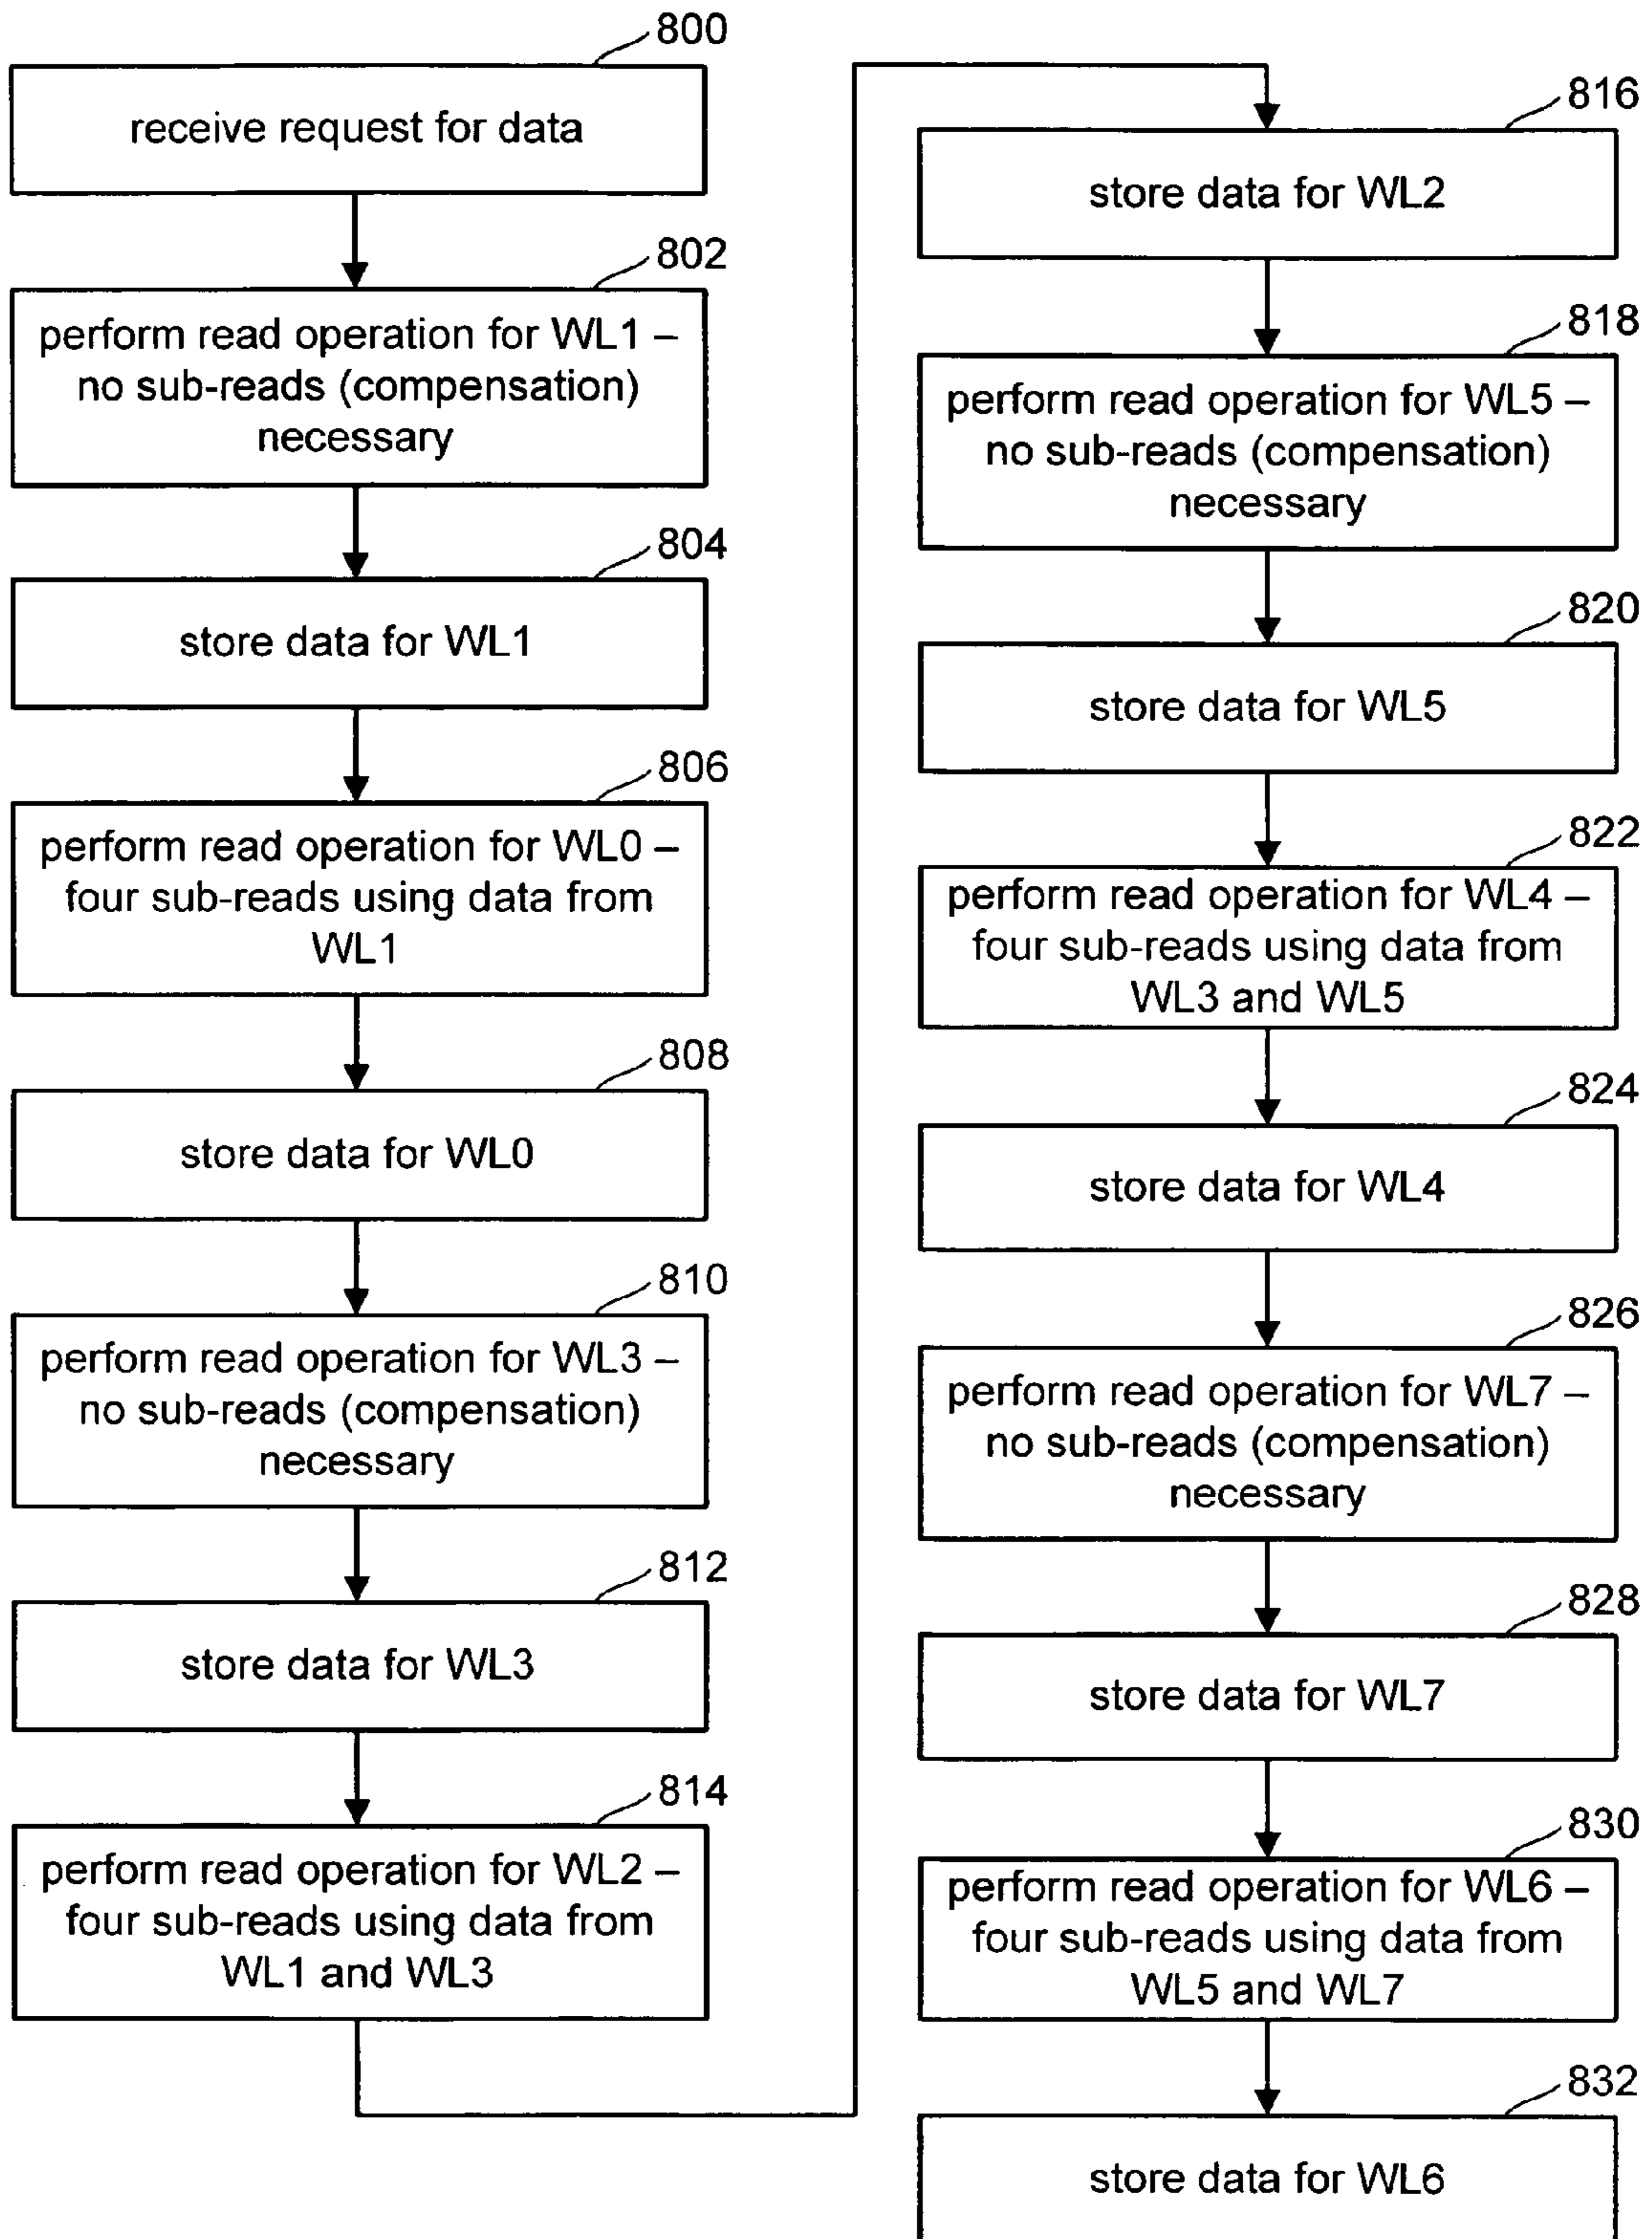 800
receive request for data
802
perform read operation for WL1 –
no sub-reads (compensation)
necessary
804
store data for WL1
806
perform read operation for WL0 –
four sub-reads using data from
WL1
808
store data for WL0
810
perform read operation for WL3 –
no sub-reads (compensation)
necessary
812
store data for WL3
814
perform read operation for WL2 –
four sub-reads using data from
WL1 and WL3
816
store data for WL2
818
perform read operation for WL5 –
no sub-reads (compensation)
necessary
820
store data for WL5
822
perform read operation for WL4 –
four sub-reads using data from
WL3 and WL5
824
store data for WL4
826
perform read operation for WL7 –
no sub-reads (compensation)
necessary
828
store data for WL7
830
perform read operation for WL6 –
four sub-reads using data from
WL5 and WL7
832
store data for WL6